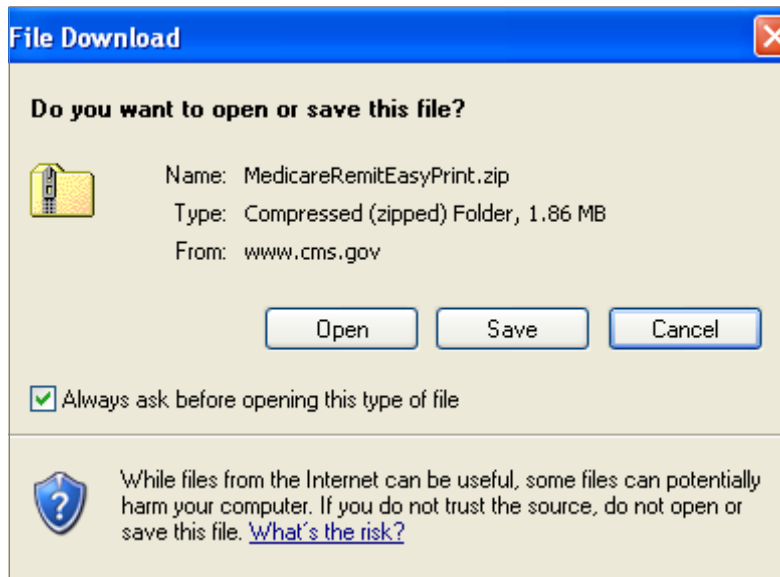 File Download
Do you want to open or save this file?
Name: MedicareRemitEasyPrint.zip
Type: Compressed (zipped) Folder, 1.86 MB
From: www.cms.gov
Open Save Cancel
Always ask before opening this type of file
While files from the Internet can be useful, some files can potentially
harm your computer. If you do not trust the source, do not open or
save this file. What's the risk?